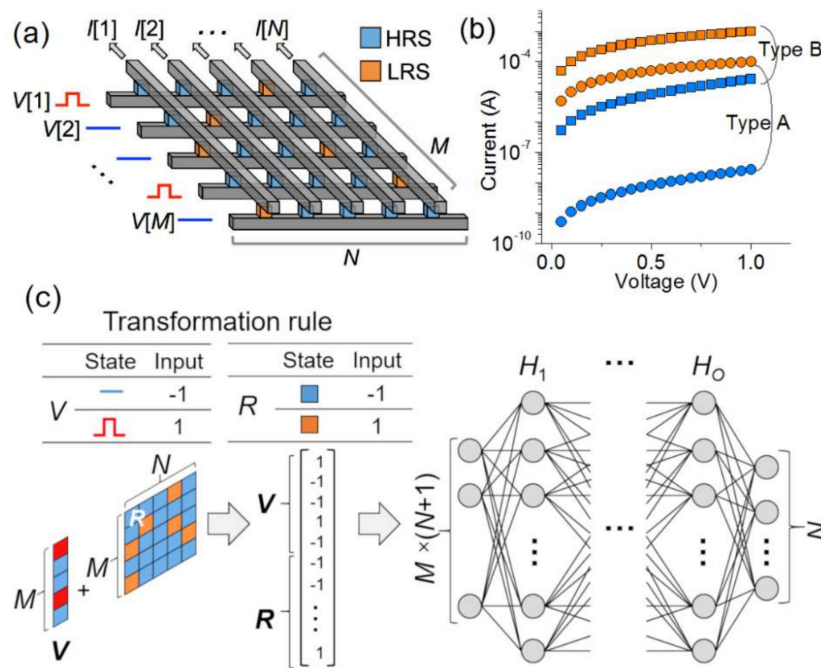 (a)
I[1] I[2] ... I[N]
HRS
LRS
V[1]
V[2]
...
V[M]
M
N
(b)
Current (A)
10⁻⁴
10⁻⁷
10⁻¹⁰
Type B
Type A
0.0 0.5 1.0
Voltage (V)
(c)
Transformation rule
State Input
V
-1
1
State Input
R
-1
1
N
R
M
M
+
V
V
1
-1
-1
1
-1
R
-1
-1
⋮
1
M ×(N+1)
H₁ ... H_O
...
N